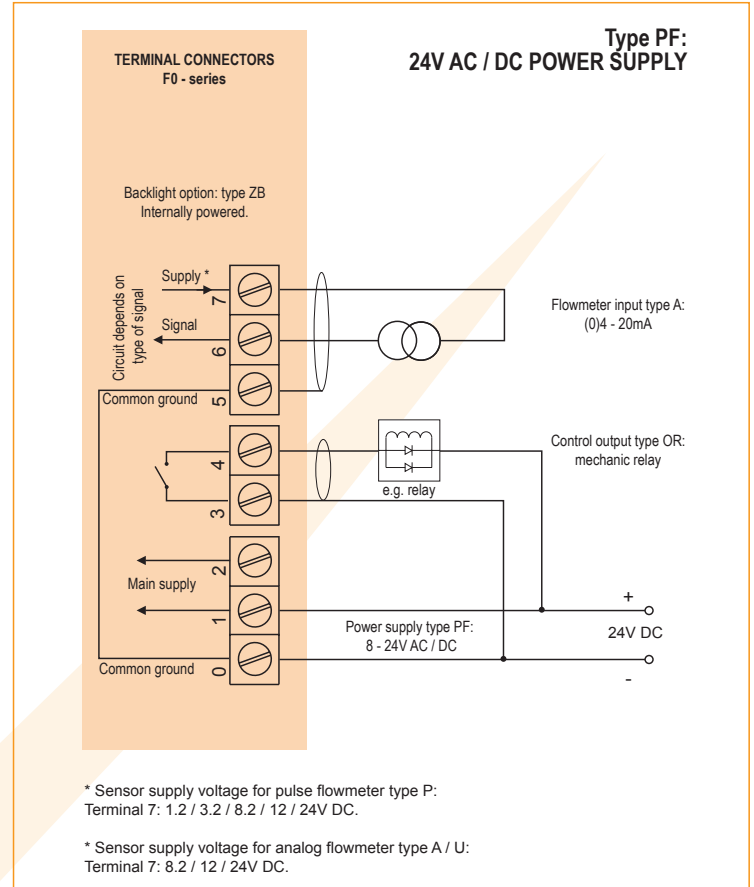 Type PF:
24V AC / DC POWER SUPPLY
TERMINAL CONNECTORS
F0 - series
Backlight option: type ZB
Internally powered.
Circuit depends on
type of signal
Supply *
7
Signal
6
Common ground
5
Flowmeter input type A:
(0)4 - 20mA
4
3
e.g. relay
Control output type OR:
mechanic relay
2
Main supply
1
Common ground
0
Power supply type PF:
8 - 24V AC / DC
+
24V DC
-
* Sensor supply voltage for pulse flowmeter type P:
Terminal 7: 1.2 / 3.2 / 8.2 / 12 / 24V DC.
* Sensor supply voltage for analog flowmeter type A / U:
Terminal 7: 8.2 / 12 / 24V DC.